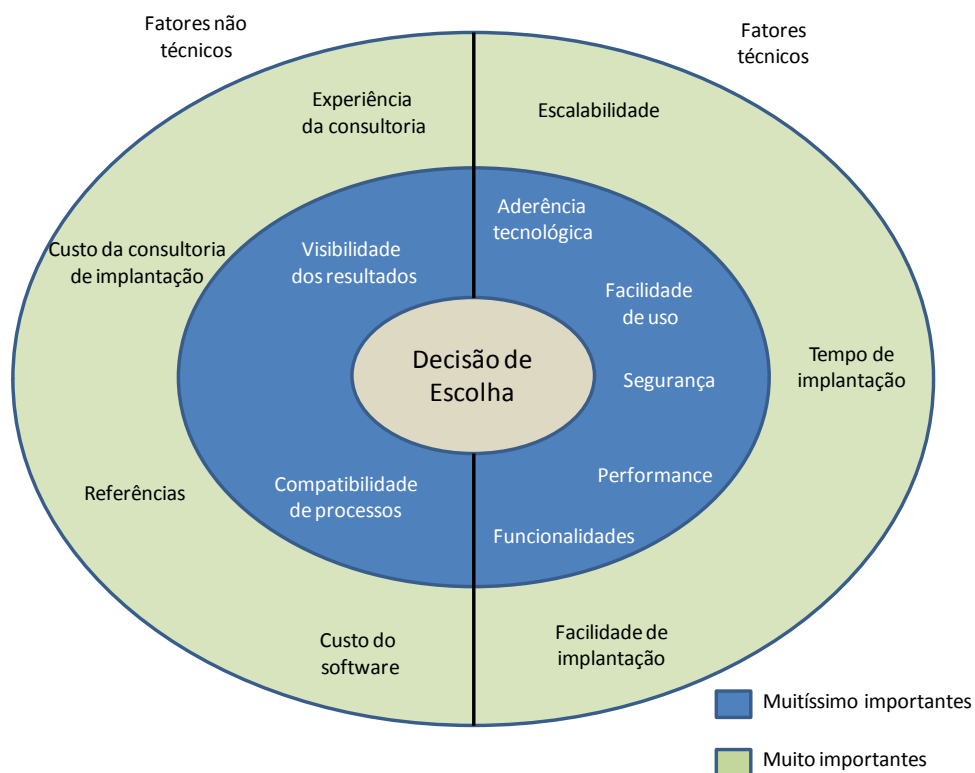 Fatores não
técnicos
Fatores
técnicos
Experiência
da consultoria
Escalabilidade
Aderência
tecnológica
Custo da consultoria
de implantação
Visibilidade
dos resultados
Facilidade
de uso
Decisão de
Escolha
Segurança
Tempo de
implantação
Referências
Compatibilidade
de processos
Performance
Funcionalidades
Custo do
software
Facilidade de
implantação
Muitíssimo importantes
Muito importantes